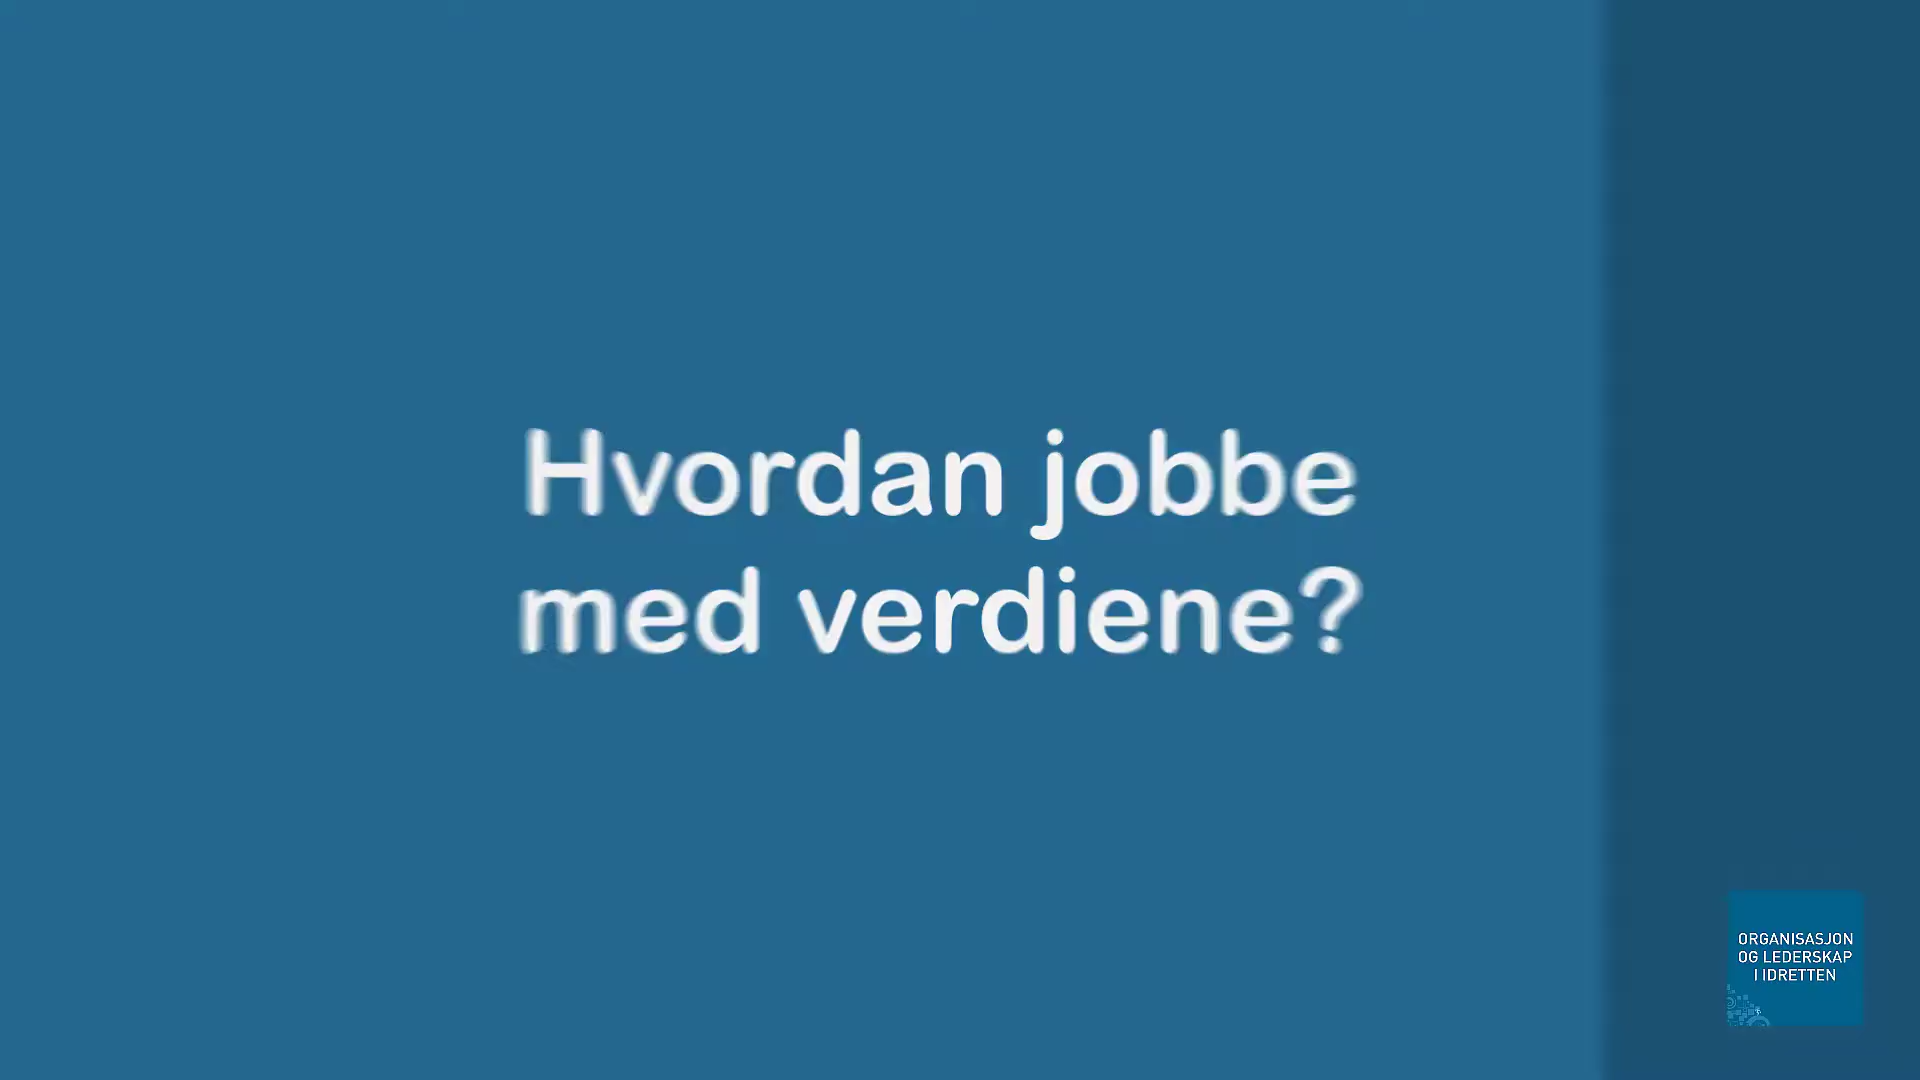 Hvordan jobbe
med verdiene?
ORGANISASJON
OG LEDERSKAP
I IDRETTEN